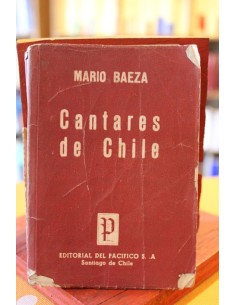 MARIO BAEZA
Cantares
de Chile
P
EDITORIAL DEL PACIFICO S. A
Santiago de Chile